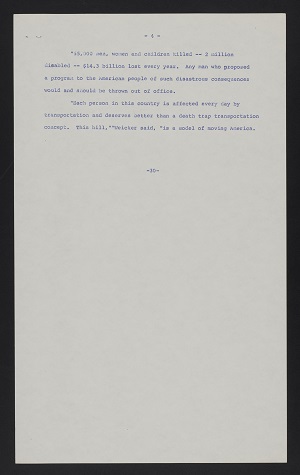 - 4 -
men, women and children killed -- 2 million
disabled -- $14.3 billion lost every year. Any man who proposed
a program to the American people of such disastrous consequences
would and should be thrown out of office.
"Each person in this country is affected every day by
transportation and deserves better than a death trap transportation
concept. This bill," Weicker said, "is a model of moving America.
-30-